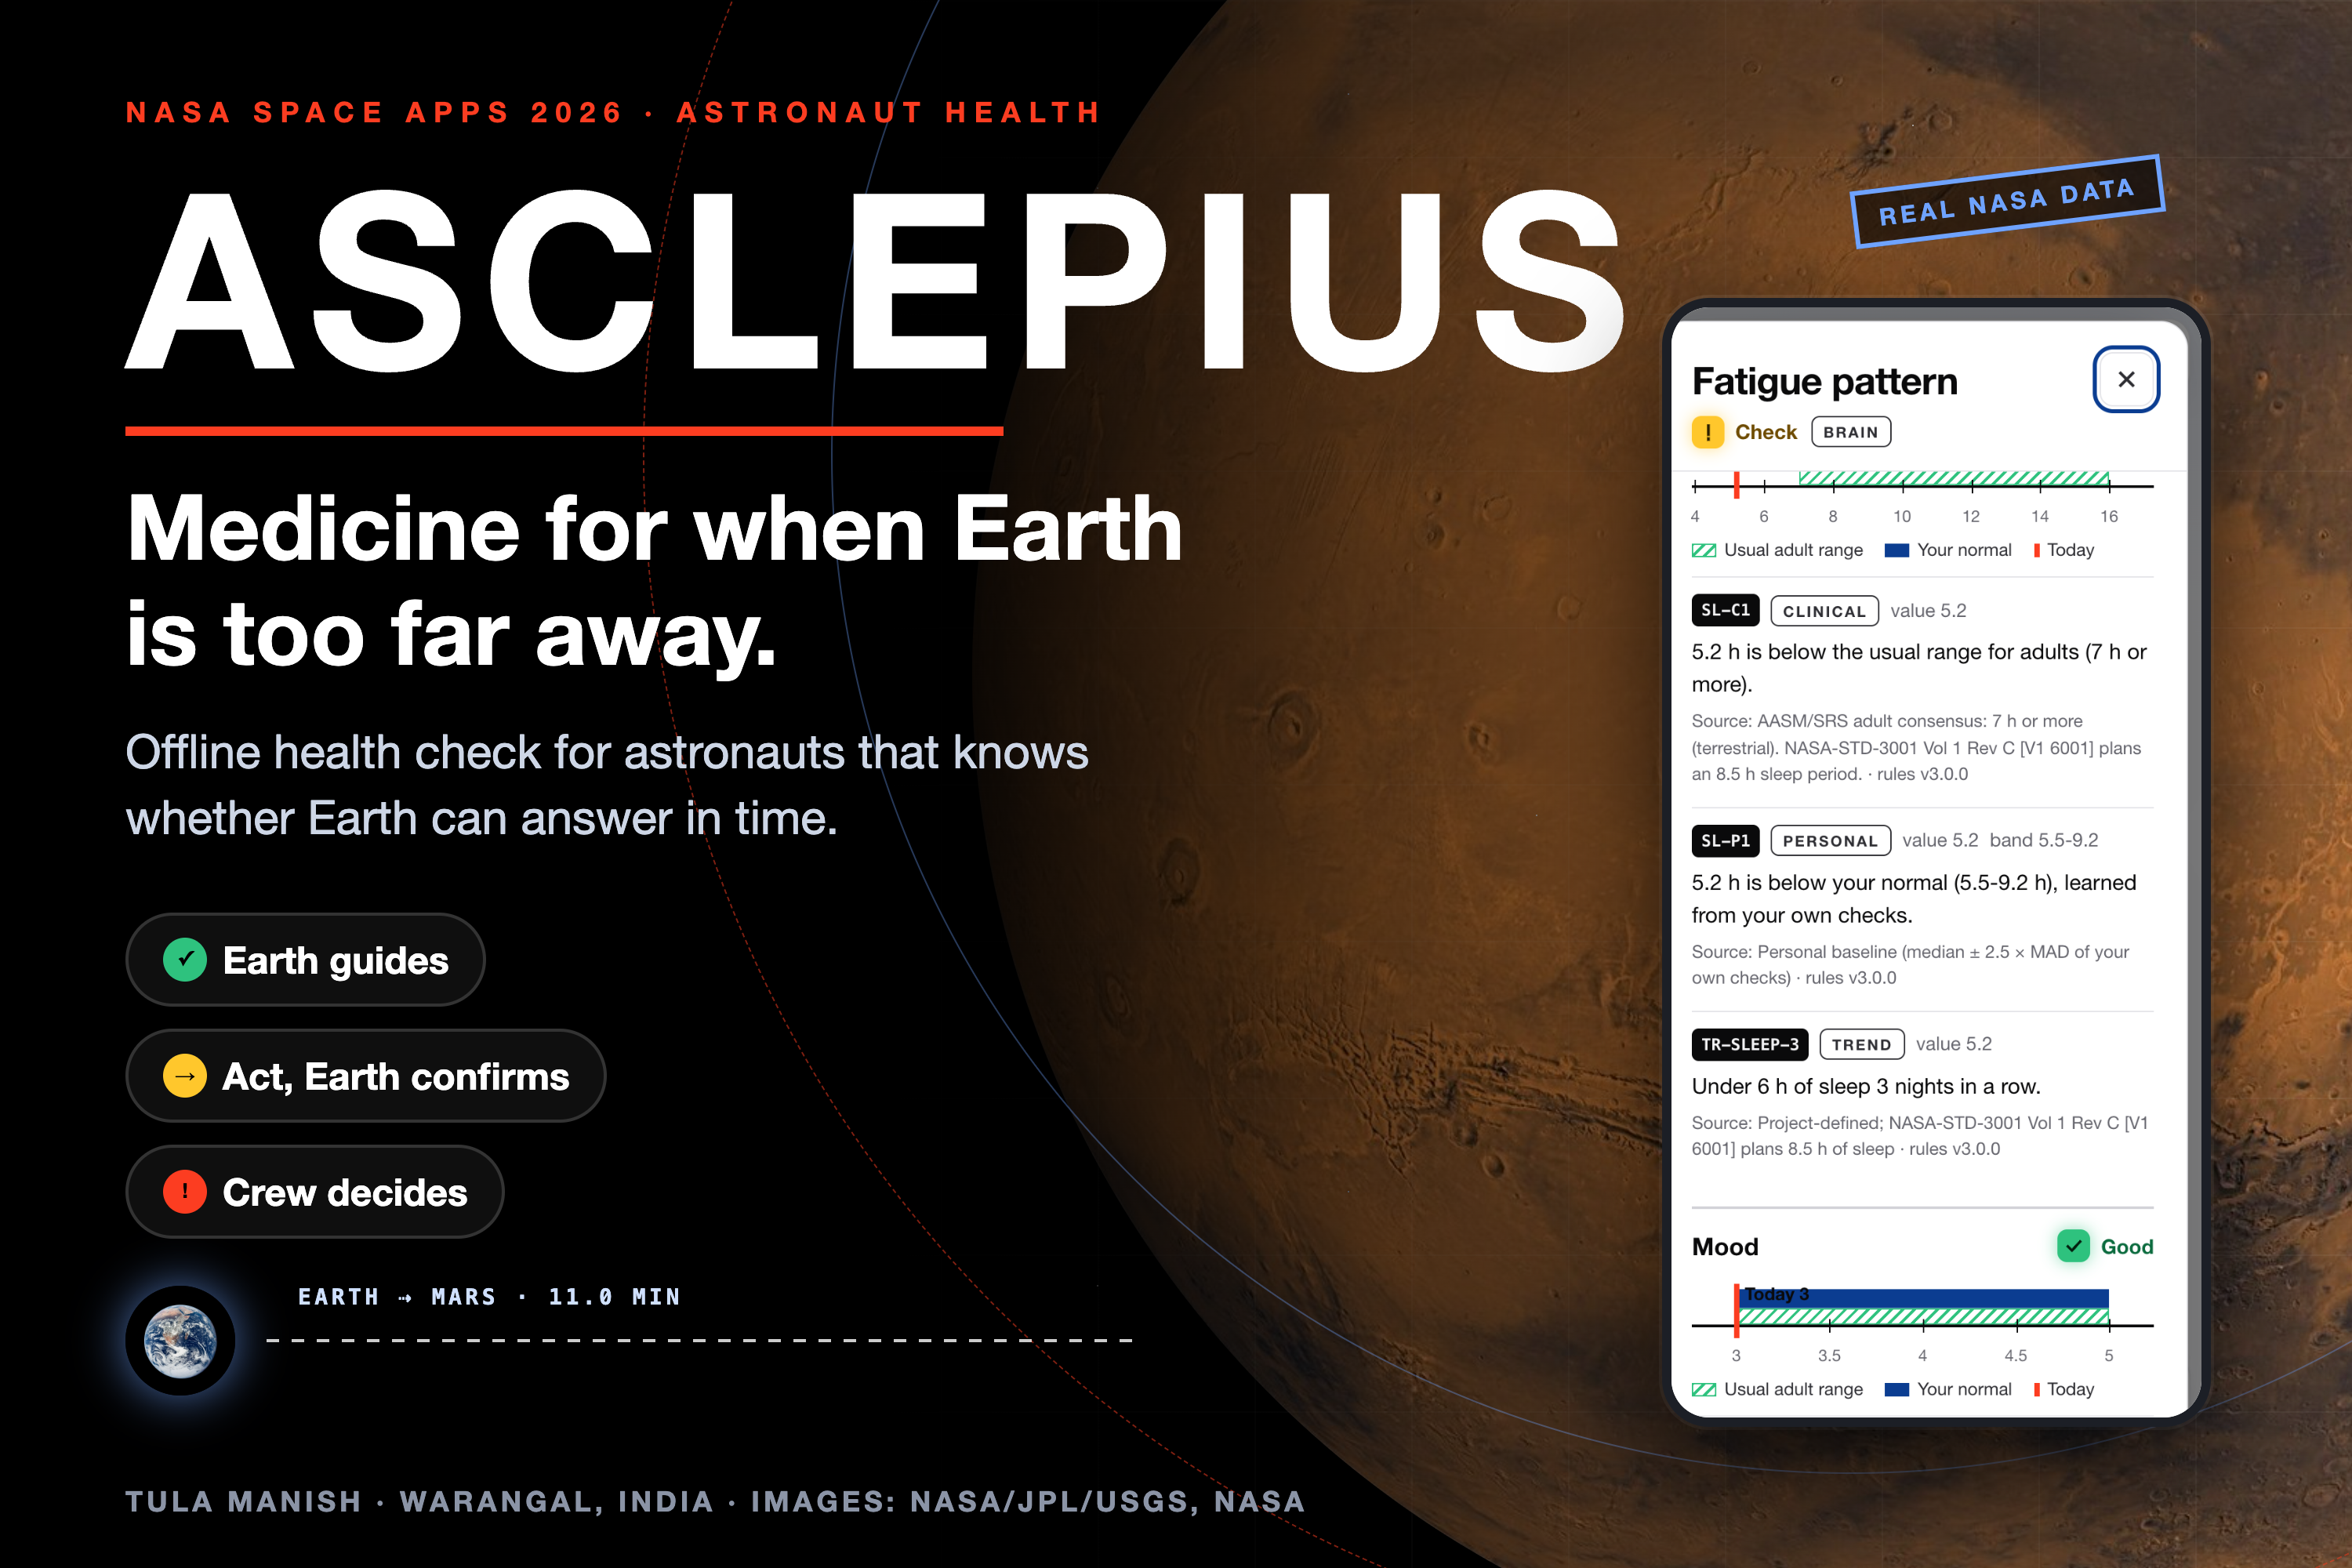 NASA SPACE APPS 2026 · ASTRONAUT HEALTH
ASCLEPIUS
Medicine for when Earth
is too far away.
Offline health check for astronauts that knows
whether Earth can answer in time.
✓ Earth guides
→ Act, Earth confirms
! Crew decides
EARTH → MARS · 11.0 MIN
TULA MANISH · WARANGAL, INDIA · IMAGES: NASA/JPL/USGS, NASA
REAL NASA DATA
Fatigue pattern ×
! Check BRAIN
4 6 8 10 12 14 16
Usual adult range Your normal Today
SL-C1 CLINICAL value 5.2
5.2 h is below the usual range for adults (7 h or
more).
Source: AASM/SRS adult consensus: 7 h or more
(terrestrial). NASA-STD-3001 Vol 1 Rev C [V1 6001] plans
an 8.5 h sleep period. · rules v3.0.0
SL-P1 PERSONAL value 5.2 band 5.5-9.2
5.2 h is below your normal (5.5-9.2 h), learned
from your own checks.
Source: Personal baseline (median ± 2.5 × MAD of your
own checks) · rules v3.0.0
TR-SLEEP-3 TREND value 5.2
Under 6 h of sleep 3 nights in a row.
Source: Project-defined; NASA-STD-3001 Vol 1 Rev C [V1
6001] plans 8.5 h of sleep · rules v3.0.0
Mood ✓ Good
Today 3
3 3.5 4 4.5 5
Usual adult range Your normal Today